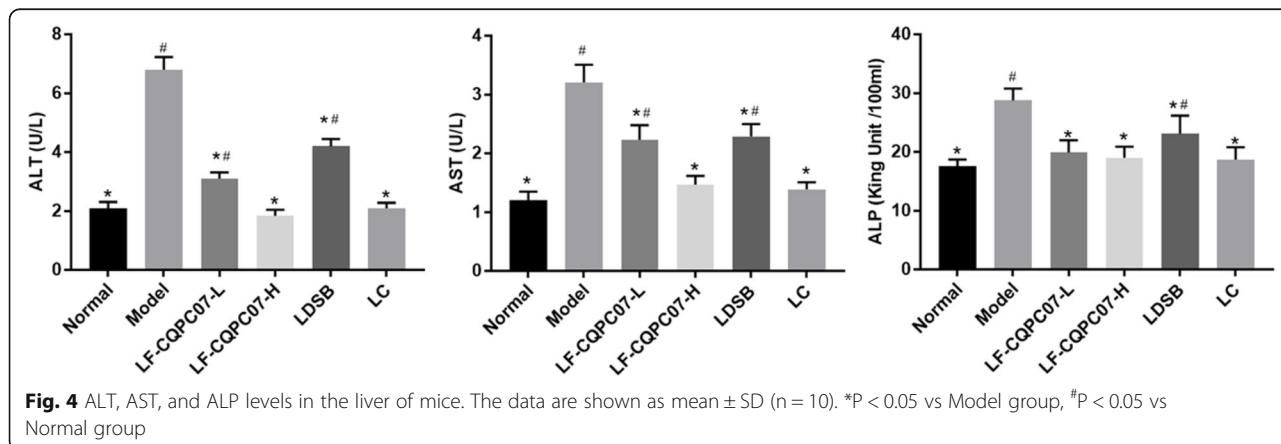 8
6
4
2
0
ALT (U/L)
#
*
*#
*
*#
*
Normal
Model
LF-CQPC07-L
LF-CQPC07-H
LDSB
LC
4
3
2
1
0
AST (U/L)
#
*
*#
*
*#
*
Normal
Model
LF-CQPC07-L
LF-CQPC07-H
LDSB
LC
40
30
20
10
0
ALP (King Unit /100ml)
#
*
*
*
*#
*
Normal
Model
LF-CQPC07-L
LF-CQPC07-H
LDSB
LC
Fig. 4 ALT, AST, and ALP levels in the liver of mice. The data are shown as mean ± SD (n = 10). *P < 0.05 vs Model group, #P < 0.05 vs
Normal group